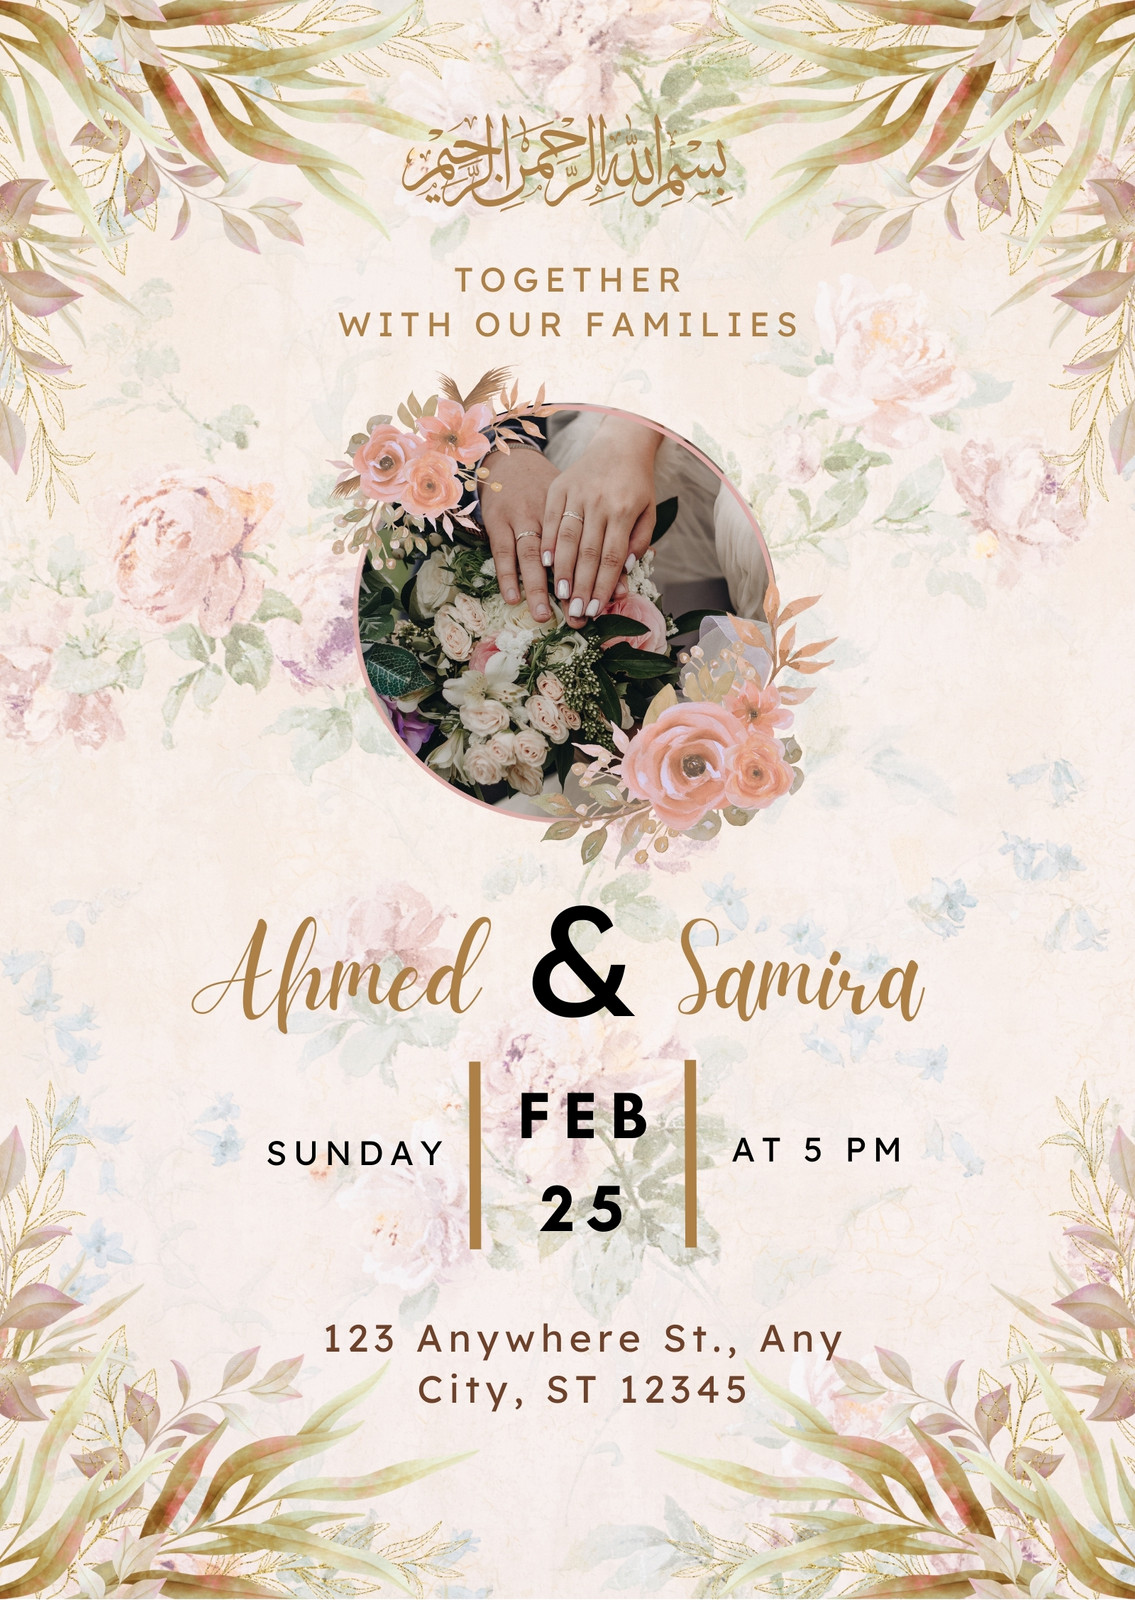 بسم الله الرحمن الرحيم
TOGETHER
WITH OUR FAMILIES
Ahmed & Samira
SUNDAY
FEB
25
AT 5 PM
123 Anywhere St., Any
City, ST 12345